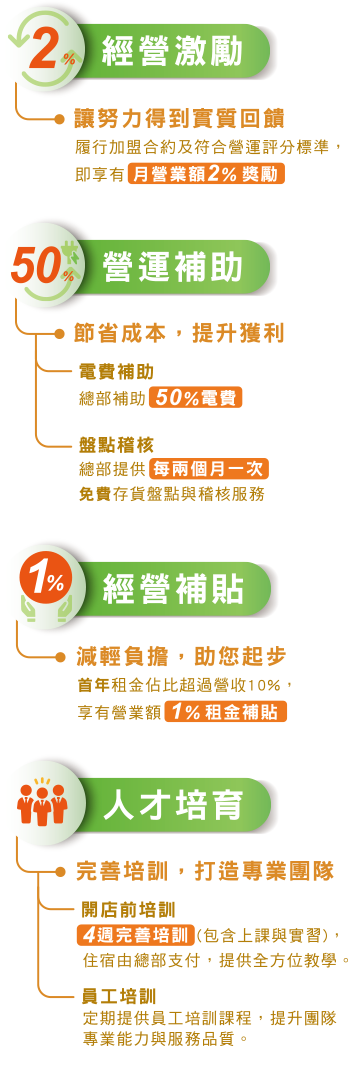 2%
經營激勵
讓努力得到實質回饋
履行加盟合約及符合營運評分標準，
即享有 月營業額2% 獎勵
50%
營運補助
節省成本，提升獲利
電費補助
總部補助 50%電費
盤點稽核
總部提供 每兩個月一次
免費存貨盤點與稽核服務
1%
經營補貼
減輕負擔，助您起步
首年租金佔比超過營收10%，
享有營業額 1% 租金補貼
人才培育
完善培訓，打造專業團隊
開店前培訓
4週完善培訓 (包含上課與實習)，
住宿由總部支付，提供全方位教學。
員工培訓
定期提供員工培訓課程，提升團隊
專業能力與服務品質。